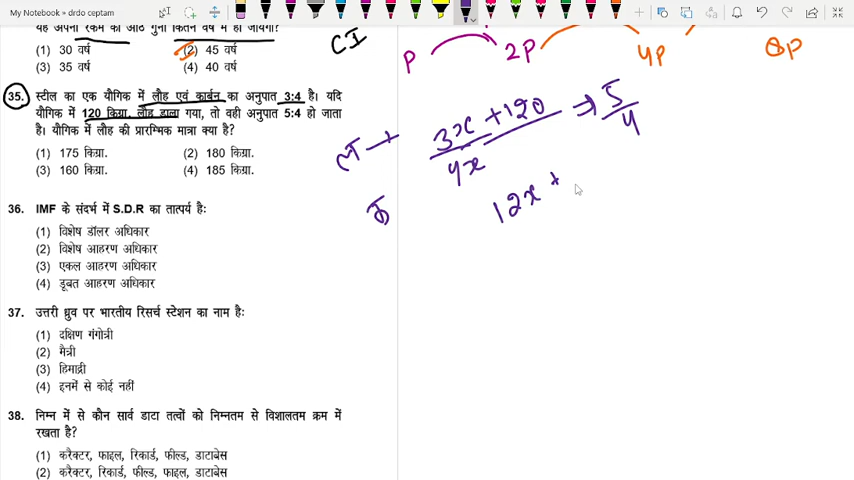 My Notebook » drdo ceptam
यह अपनी रकम की आठ गुनी कितने वर्ष में हो जायेगी?
(1) 30 वर्ष (2) 45 वर्ष
(3) 35 वर्ष (4) 40 वर्ष
CI
P 2P 4P 8P
35. स्टील का एक यौगिक में लौह एवं कार्बन का अनुपात 3:4 है। यदि
यौगिक में 120 किग्रा. लौह डाला गया, तो वही अनुपात 5:4 हो जाता
है। यौगिक में लौह की प्रारम्भिक मात्रा क्या है?
(1) 175 किग्रा. (2) 180 किग्रा.
(3) 160 किग्रा. (4) 185 किग्रा.
3x + 120 ⇒ 5
4x 4
12x +
36. IMF के संदर्भ में S.D.R का तात्पर्य है:
(1) विशेष डॉलर अधिकार
(2) विशेष आहरण अधिकार
(3) एकल आहरण अधिकार
(4) डूबत आहरण अधिकार
37. उत्तरी ध्रुव पर भारतीय रिसर्च स्टेशन का नाम है:
(1) दक्षिण गंगोत्री
(2) मैत्री
(3) हिमाद्री
(4) इनमें से कोई नहीं
38. निम्न में से कौन सार्व डाटा तत्वों को निम्नतम से विशालतम क्रम में
रखता है?
(1) करैक्टर, फाइल, रिकार्ड, फील्ड, डाटाबेस
(2) करैक्टर, रिकार्ड, फील्ड, फाइल, डाटाबेस